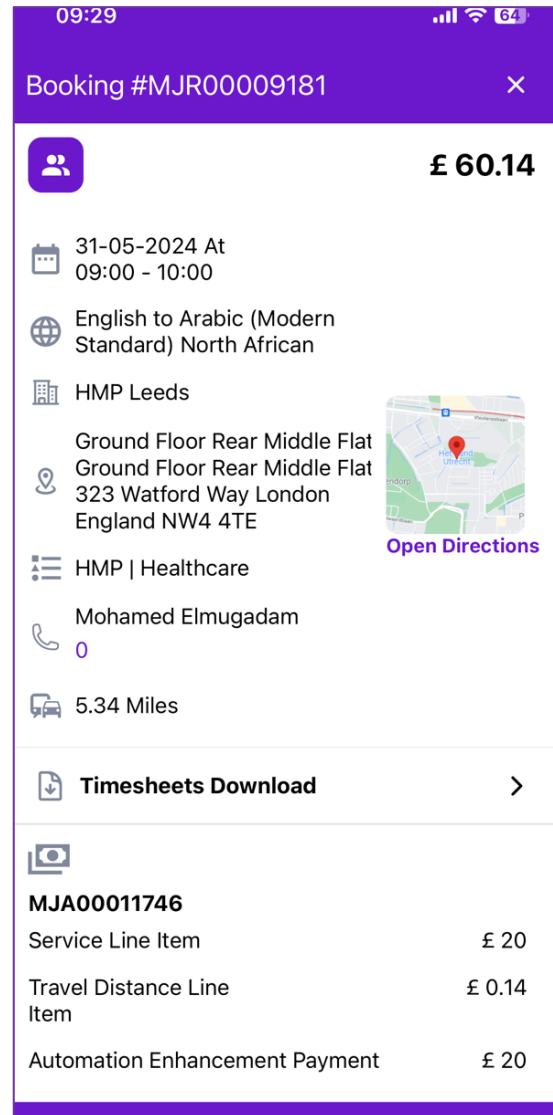 09:29
64
Booking #MJR00009181
£ 60.14
31-05-2024 At
09:00 - 10:00
English to Arabic (Modern
Standard) North African
HMP Leeds
Ground Floor Rear Middle Flat
Ground Floor Rear Middle Flat
323 Watford Way London
England NW4 4TE
Utrecht
Open Directions
HMP | Healthcare
Mohamed Elmugadam
0
5.34 Miles
Timesheets Download
MJA00011746
Service Line Item £ 20
Travel Distance Line £ 0.14
Item
Automation Enhancement Payment £ 20